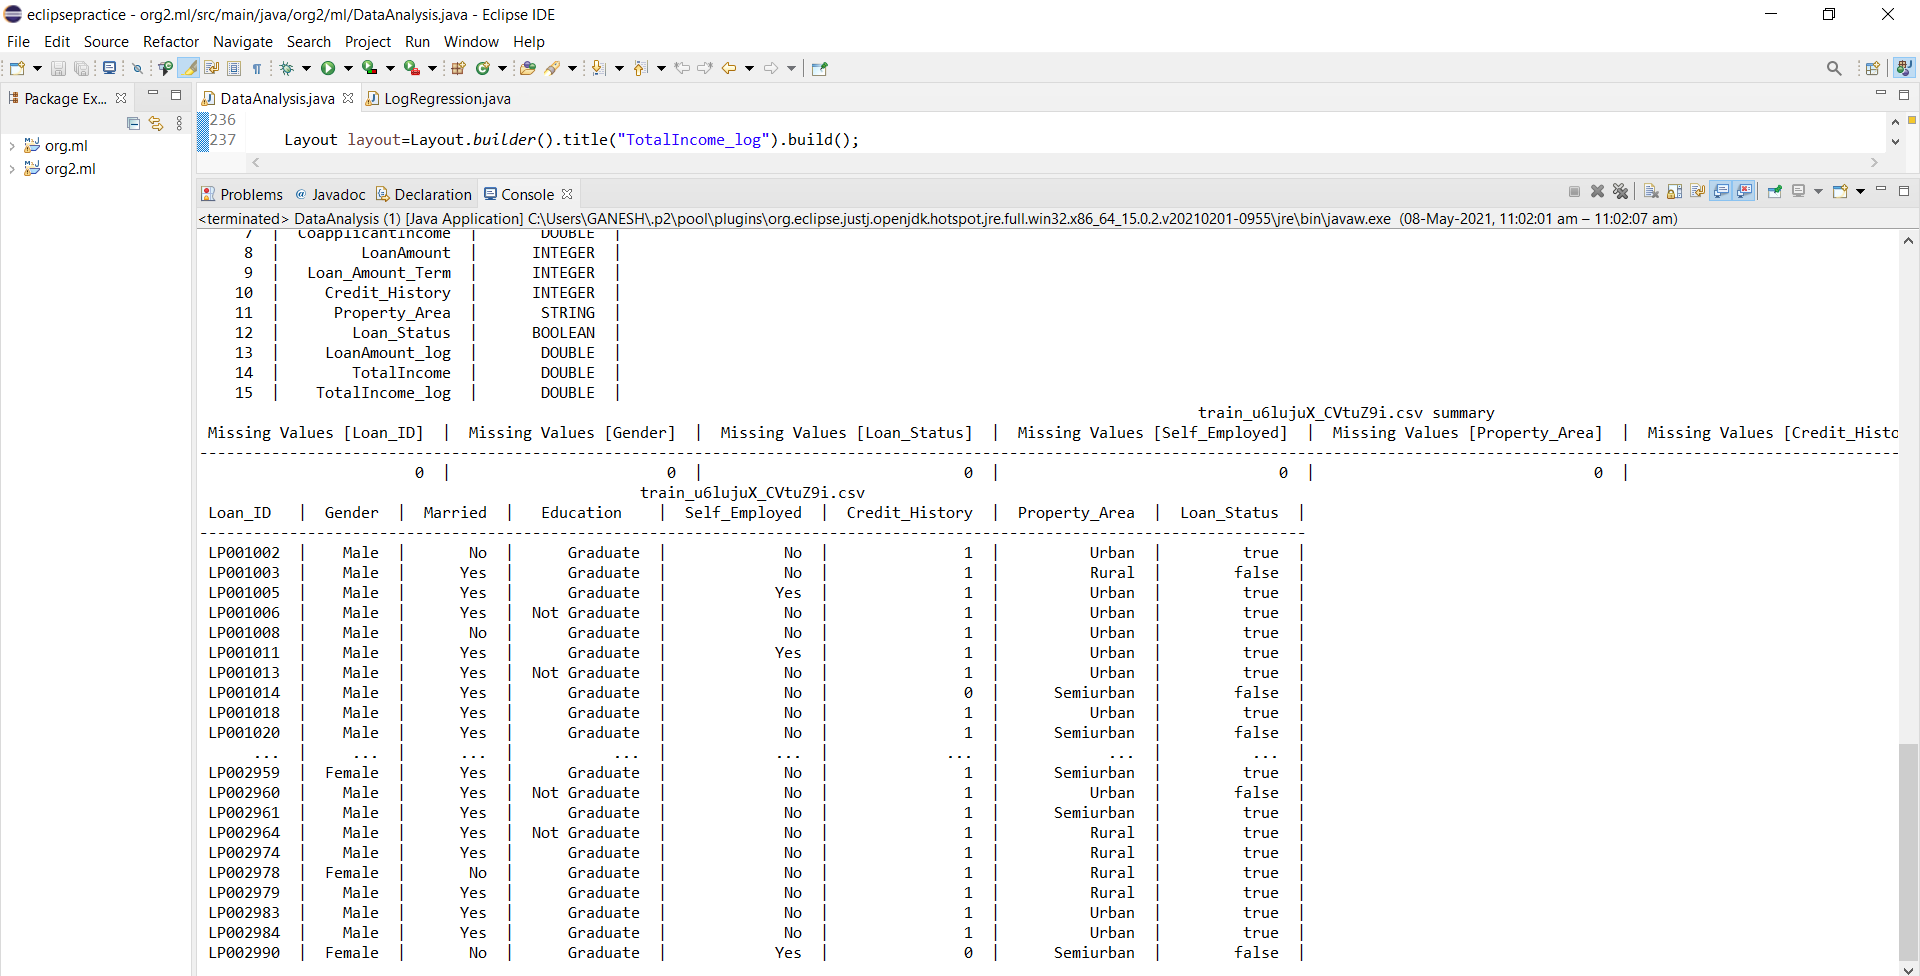 eclipsepractice - org2.ml/src/main/java/org2/ml/DataAnalysis.java - Eclipse IDE
File Edit Source Refactor Navigate Search Project Run Window Help
Package Ex...
DataAnalysis.java LogRegression.java
236
237 Layout layout=Layout.builder().title("TotalIncome_log").build();
org.ml
org2.ml
Problems @ Javadoc Declaration Console
<terminated> DataAnalysis (1) [Java Application] C:\Users\GANESH\.p2\pool\plugins\org.eclipse.justj.openjdk.hotspot.jre.full.win32.x86_64_15.0.2.v20210201-0955\jre\bin\javaw.exe (08-May-2021, 11:02:01 am – 11:02:07 am)
7 | CoapplicantIncome | DOUBLE |
8 | LoanAmount | INTEGER |
9 | Loan_Amount_Term | INTEGER |
10 | Credit_History | INTEGER |
11 | Property_Area | STRING |
12 | Loan_Status | BOOLEAN |
13 | LoanAmount_log | DOUBLE |
14 | TotalIncome | DOUBLE |
15 | TotalIncome_log | DOUBLE |
train_u6lujuX_CVtuZ9i.csv summary
Missing Values [Loan_ID] | Missing Values [Gender] | Missing Values [Loan_Status] | Missing Values [Self_Employed] | Missing Values [Property_Area] | Missing Values [Credit_Histo
0 | 0 | 0 | 0 | 0 |
train_u6lujuX_CVtuZ9i.csv
Loan_ID | Gender | Married | Education | Self_Employed | Credit_History | Property_Area | Loan_Status |
LP001002 | Male | No | Graduate | No | 1 | Urban | true |
LP001003 | Male | Yes | Graduate | No | 1 | Rural | false |
LP001005 | Male | Yes | Graduate | Yes | 1 | Urban | true |
LP001006 | Male | Yes | Not Graduate | No | 1 | Urban | true |
LP001008 | Male | No | Graduate | No | 1 | Urban | true |
LP001011 | Male | Yes | Graduate | Yes | 1 | Urban | true |
LP001013 | Male | Yes | Not Graduate | No | 1 | Urban | true |
LP001014 | Male | Yes | Graduate | No | 0 | Semiurban | false |
LP001018 | Male | Yes | Graduate | No | 1 | Urban | true |
LP001020 | Male | Yes | Graduate | No | 1 | Semiurban | false |
... | ... | ... | ... | ... | ... | ... | ... |
LP002959 | Female | Yes | Graduate | No | 1 | Semiurban | true |
LP002960 | Male | Yes | Not Graduate | No | 1 | Urban | false |
LP002961 | Male | Yes | Graduate | No | 1 | Semiurban | true |
LP002964 | Male | Yes | Not Graduate | No | 1 | Rural | true |
LP002974 | Male | Yes | Graduate | No | 1 | Rural | true |
LP002978 | Female | No | Graduate | No | 1 | Rural | true |
LP002979 | Male | Yes | Graduate | No | 1 | Rural | true |
LP002983 | Male | Yes | Graduate | No | 1 | Urban | true |
LP002984 | Male | Yes | Graduate | No | 1 | Urban | true |
LP002990 | Female | No | Graduate | Yes | 0 | Semiurban | false |